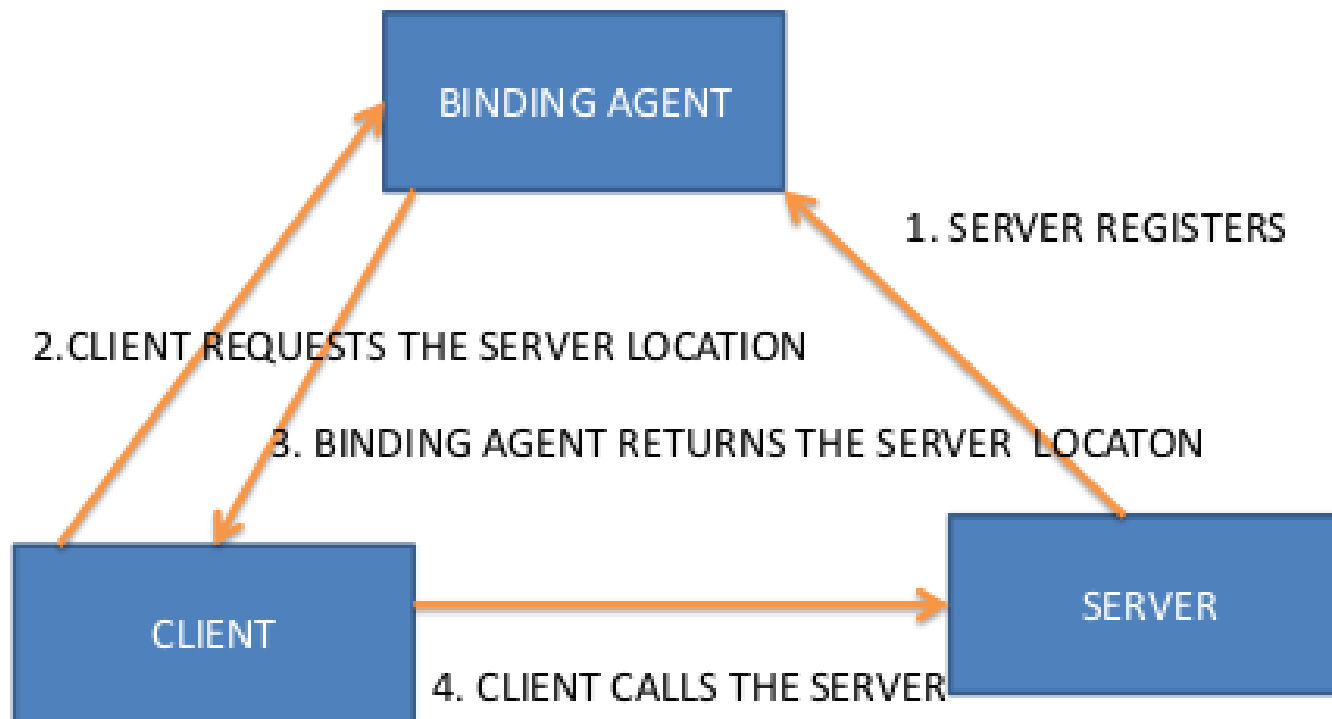 BINDING AGENT
1. SERVER REGISTERS
2.CLIENT REQUESTS THE SERVER LOCATION
3. BINDING AGENT RETURNS THE SERVER LOCATON
CLIENT
SERVER
4. CLIENT CALLS THE SERVER